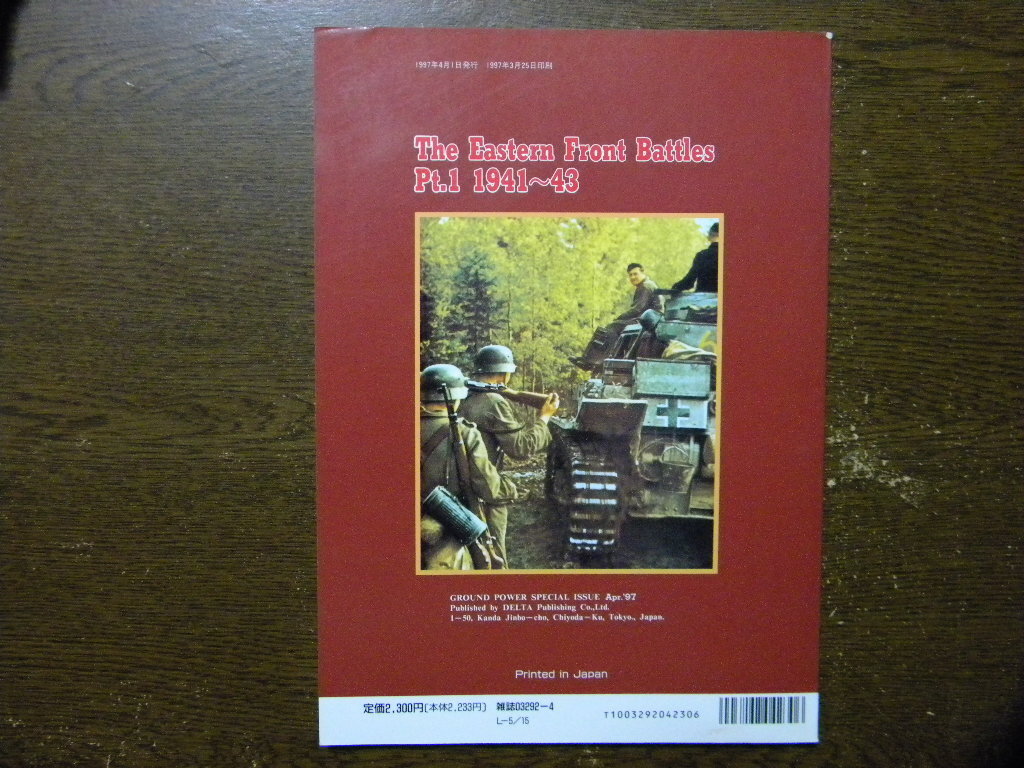 1997年4月1日発行　1997年3月25日印刷
The Eastern Front Battles
Pt.1 1941～43
GROUND POWER SPECIAL ISSUE Apr.'97
Published by DELTA Publishing Co.,Ltd.
1－50, Kanda Jinbo－cho, Chiyoda－Ku, Tokyo., Japan.
Printed in Japan
定価2,300円（本体2,233円）　雑誌03292－4
L－5／15
T1003292042306